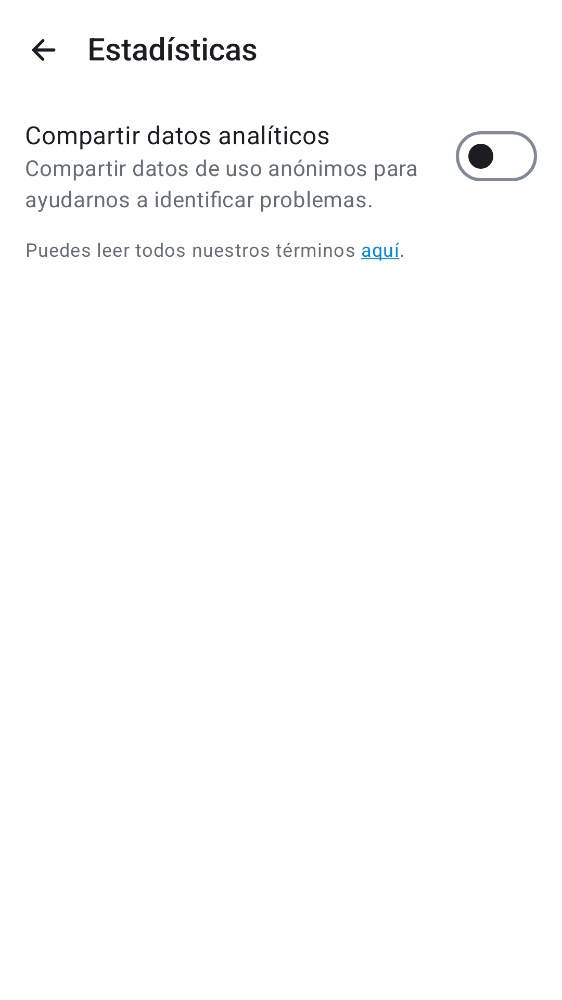 Estadísticas
Compartir datos analíticos
Compartir datos de uso anónimos para
ayudarnos a identificar problemas.
Puedes leer todos nuestros términos aquí.